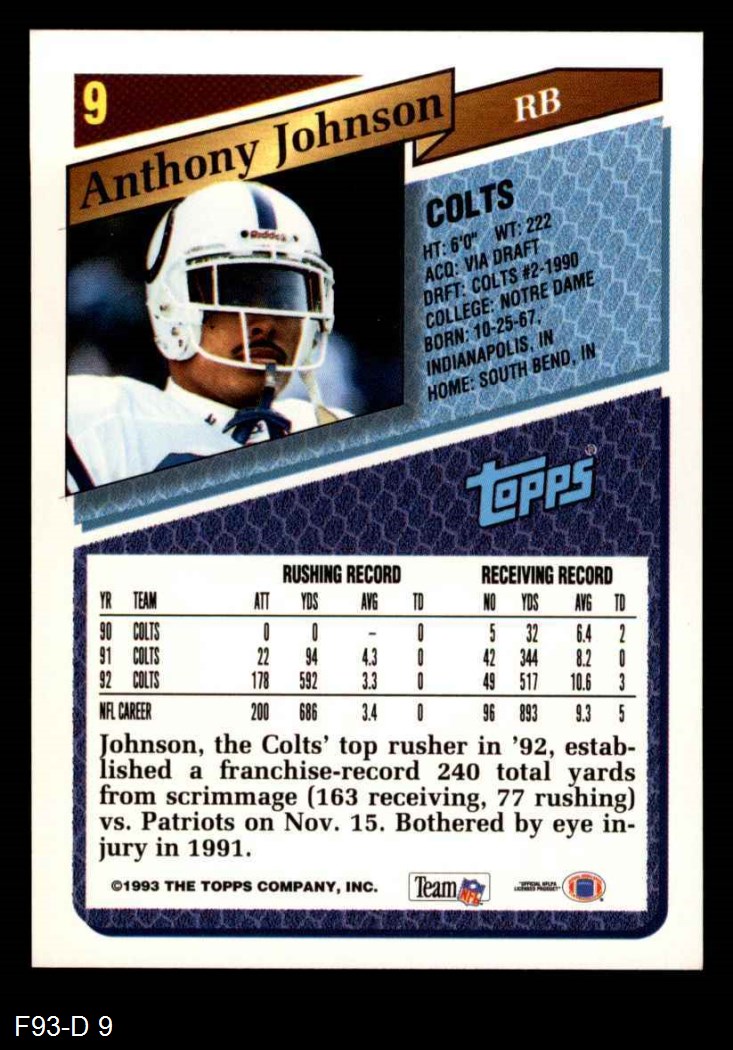 9
Anthony Johnson
RB
Riddell
COLTS
HT: 6'0" WT: 222
ACQ: VIA DRAFT
DRFT: COLTS #2-1990
COLLEGE: NOTRE DAME
BORN: 10-25-67,
INDIANAPOLIS, IN
HOME: SOUTH BEND, IN
TOPPS®
RUSHING RECORD RECEIVING RECORD
YR TEAM ATT YDS AVG TD NO YDS AVG TD
90 COLTS 0 0 – 0 5 32 6.4 2
91 COLTS 22 94 4.3 0 42 344 8.2 0
92 COLTS 178 592 3.3 0 49 517 10.6 3
NFL CAREER 200 686 3.4 0 96 893 9.3 5
Johnson, the Colts' top rusher in '92, estab-
lished a franchise-record 240 total yards
from scrimmage (163 receiving, 77 rushing)
vs. Patriots on Nov. 15. Bothered by eye in-
jury in 1991.
©1993 THE TOPPS COMPANY, INC.
Team NFL
"OFFICIAL NFLPA
LICENSED PRODUCT"
F93-D 9